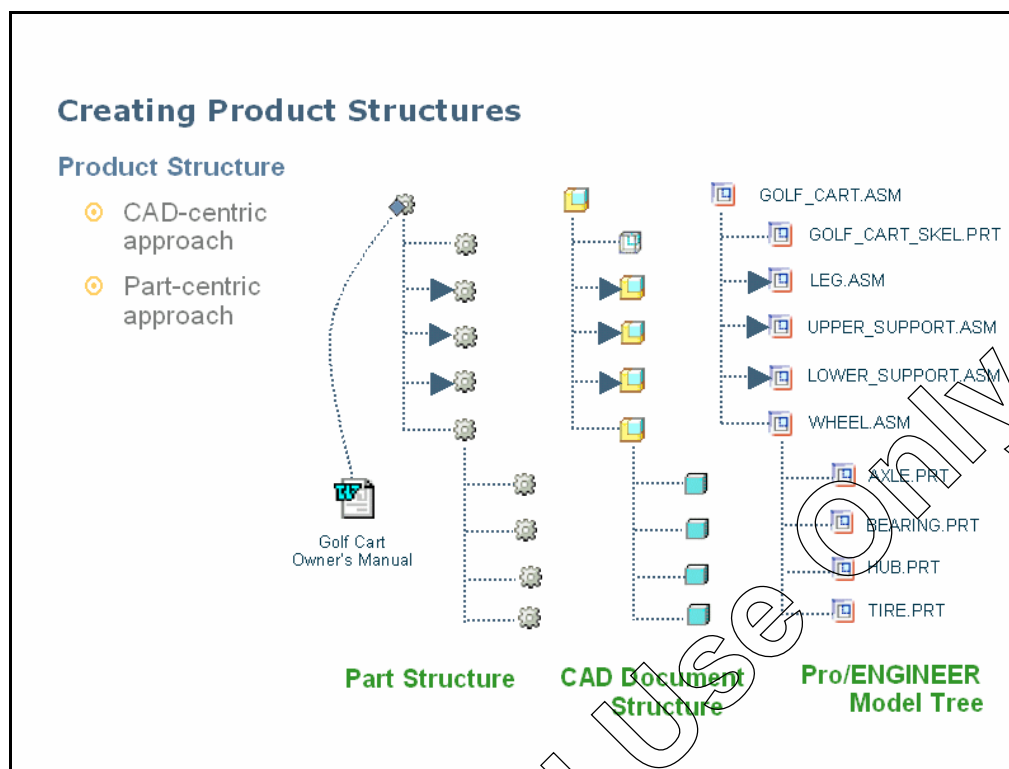 Creating Product Structures
Product Structure
CAD-centric
approach
Part-centric
approach
Golf Cart
Owner's Manual
GOLF_CART.ASM
GOLF_CART_SKEL.PRT
LEG.ASM
UPPER_SUPPORT.ASM
LOWER_SUPPORT.ASM
WHEEL.ASM
AXLE.PRT
BEARING.PRT
HUB.PRT
TIRE.PRT
Part Structure
CAD Document
Structure
Pro/ENGINEER
Model Tree
Use Only